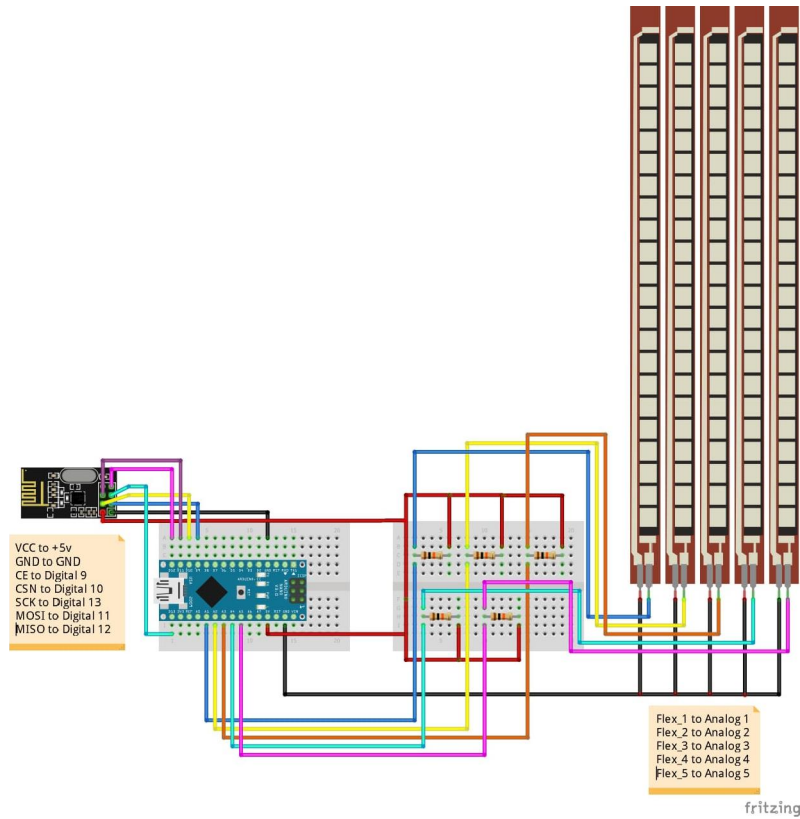 VCC to +5v
GND to GND
CE to Digital 9
CSN to Digital 10
SCK to Digital 13
MOSI to Digital 11
MISO to Digital 12
Flex_1 to Analog 1
Flex_2 to Analog 2
Flex_3 to Analog 3
Flex_4 to Analog 4
Flex_5 to Analog 5
fritzing